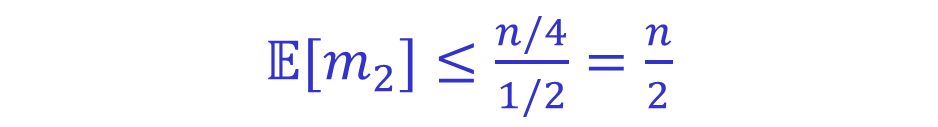 𝔼[m₂] ≤ (n/4)/(1/2) = n/2